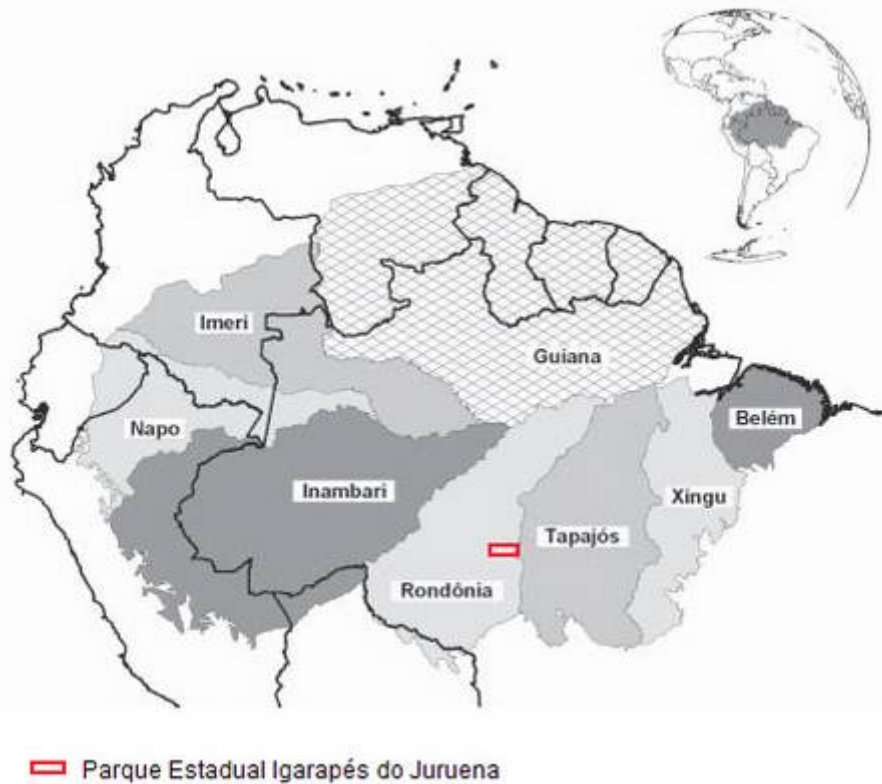 Imeri
Guiana
Napo
Belém
Inambari
Xingu
Tapajós
Rondônia
Parque Estadual Igarapés do Juruena